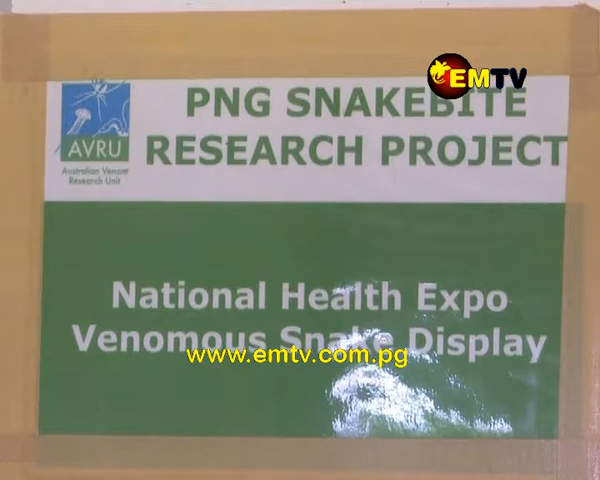 EMTV
PNG SNAKEBITE
RESEARCH PROJECT
AVRU
Australian Venom
Research Unit
National Health Expo
Venomous Snake Display
www.emtv.com.pg